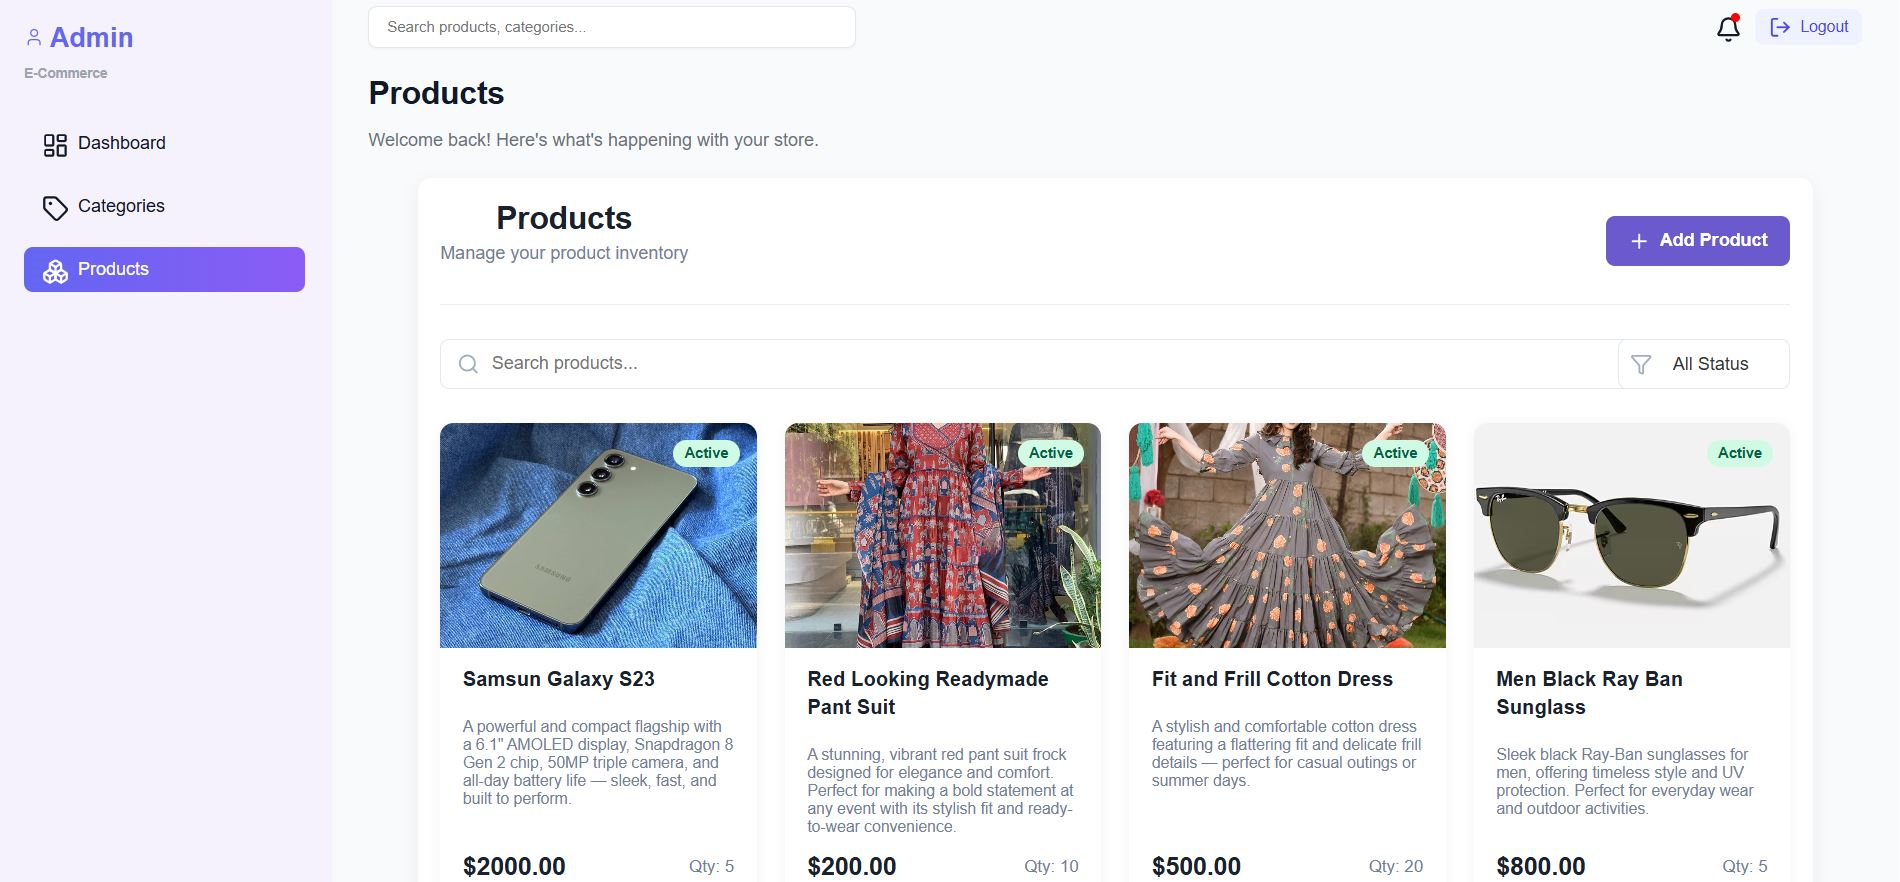 Admin
E-Commerce
Dashboard
Categories
Products
Search products, categories...
Logout
Products
Welcome back! Here's what's happening with your store.
Products
Manage your product inventory
Add Product
Search products...
All Status
Active
SAMSUNG
Samsun Galaxy S23
A powerful and compact flagship with
a 6.1" AMOLED display, Snapdragon 8
Gen 2 chip, 50MP triple camera, and
all-day battery life — sleek, fast, and
built to perform.
$2000.00
Qty: 5
Active
Red Looking Readymade
Pant Suit
A stunning, vibrant red pant suit frock
designed for elegance and comfort.
Perfect for making a bold statement at
any event with its stylish fit and ready-
to-wear convenience.
$200.00
Qty: 10
Active
Fit and Frill Cotton Dress
A stylish and comfortable cotton dress
featuring a flattering fit and delicate frill
details — perfect for casual outings or
summer days.
$500.00
Qty: 20
Active
Men Black Ray Ban
Sunglass
Sleek black Ray-Ban sunglasses for
men, offering timeless style and UV
protection. Perfect for everyday wear
and outdoor activities.
$800.00
Qty: 5